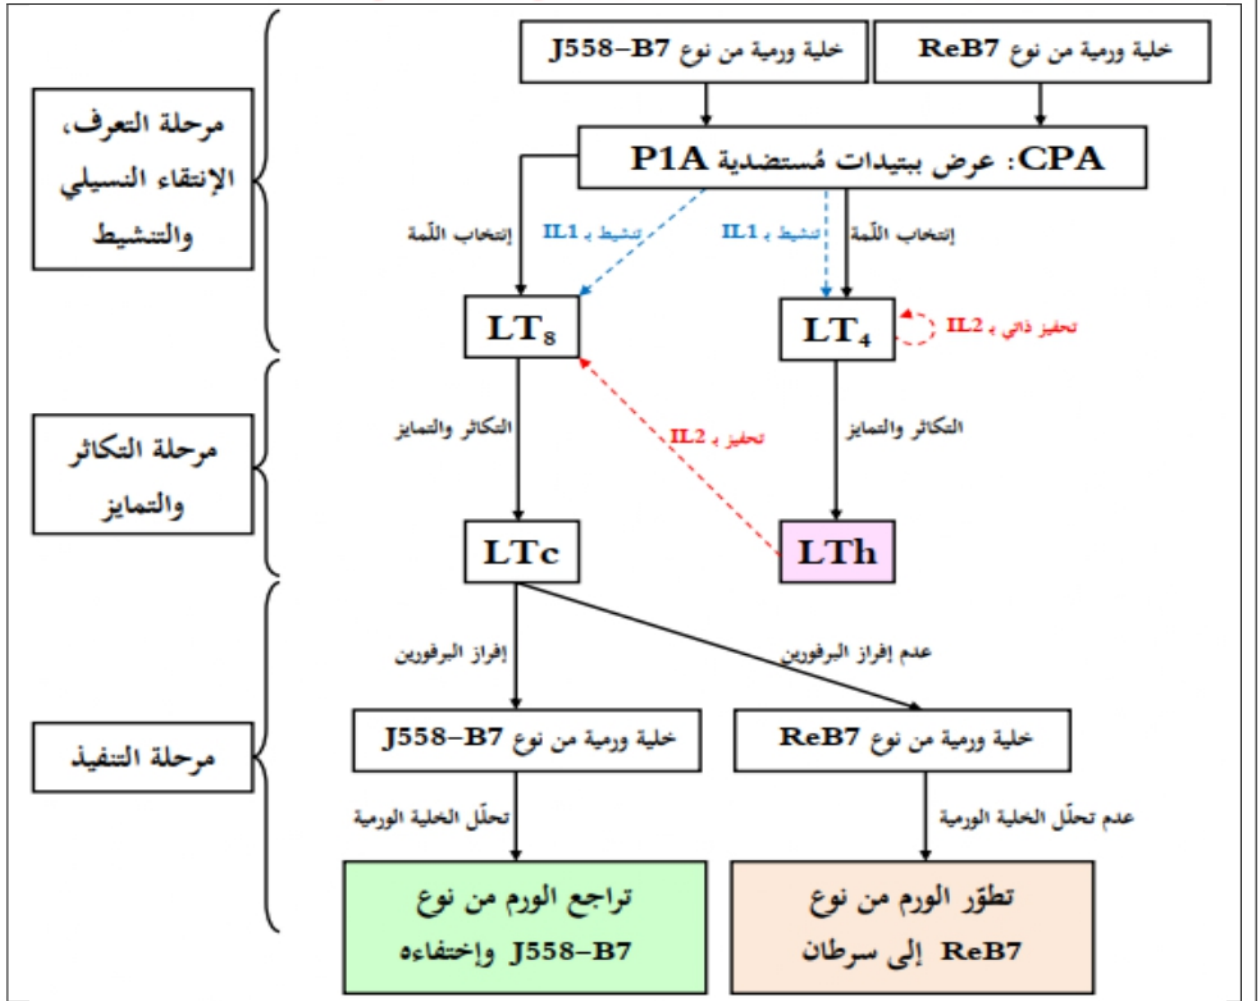 خلية ورمية من نوع ReB7
خلية ورمية من نوع J558–B7
CPA: عرض ببتيدات مُستضدية P1A
مرحلة التعرف،
الإنتقاء النسيلي
والتنشيط
إنتخاب اللّمة
تنشيط بـ IL1
تنشيط بـ IL1
إنتخاب اللّمة
LT₄
LT₈
تحفيز ذاتي بـ IL2
مرحلة التكاثر
والتمايز
التكاثر والتمايز
تحفيز بـ IL2
التكاثر والتمايز
LTh
LTc
مرحلة التنفيذ
عدم إفراز البرفورين
إفراز البرفورين
خلية ورمية من نوع ReB7
خلية ورمية من نوع J558–B7
عدم تحلّل الخلية الورمية
تحلّل الخلية الورمية
تطوّر الورم من نوع
ReB7 إلى سرطان
تراجع الورم من نوع
J558–B7 وإختفاءه